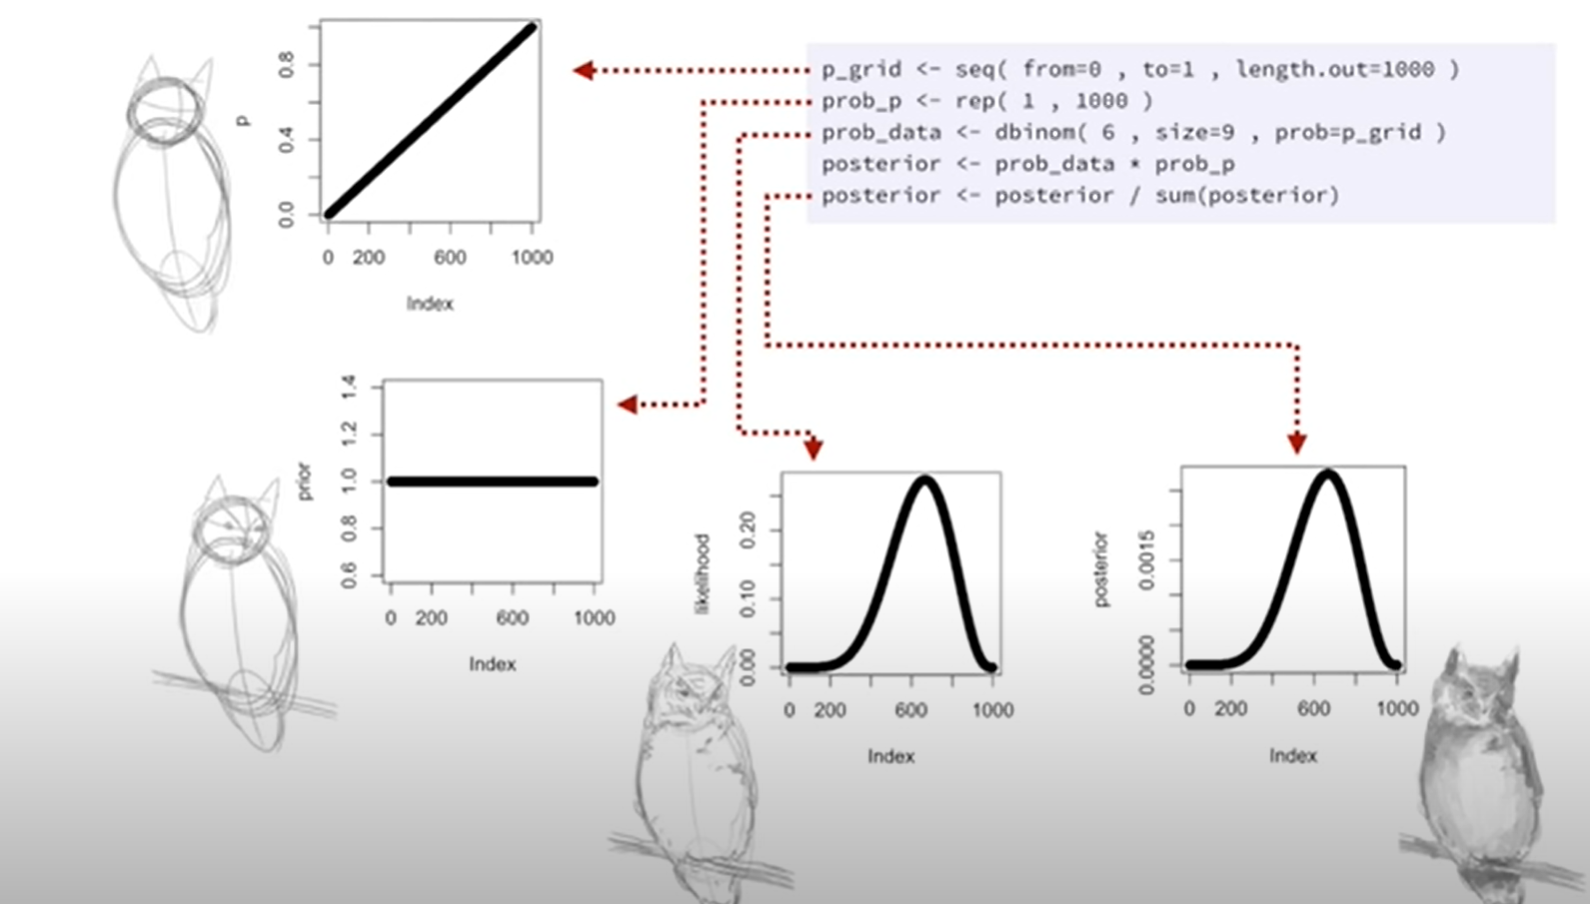 p_grid <- seq( from=0 , to=1 , length.out=1000 )
prob_p <- rep( 1 , 1000 )
prob_data <- dbinom( 6 , size=9 , prob=p_grid )
posterior <- prob_data * prob_p
posterior <- posterior / sum(posterior)
p
0.8
0.4
0.0
0 200 600 1000
Index
prior
1.4
1.2
1.0
0.8
0.6
0 200 600 1000
Index
likelihood
0.20
0.10
0.00
0 200 600 1000
Index
posterior
0.0015
0.0000
0 200 600 1000
Index